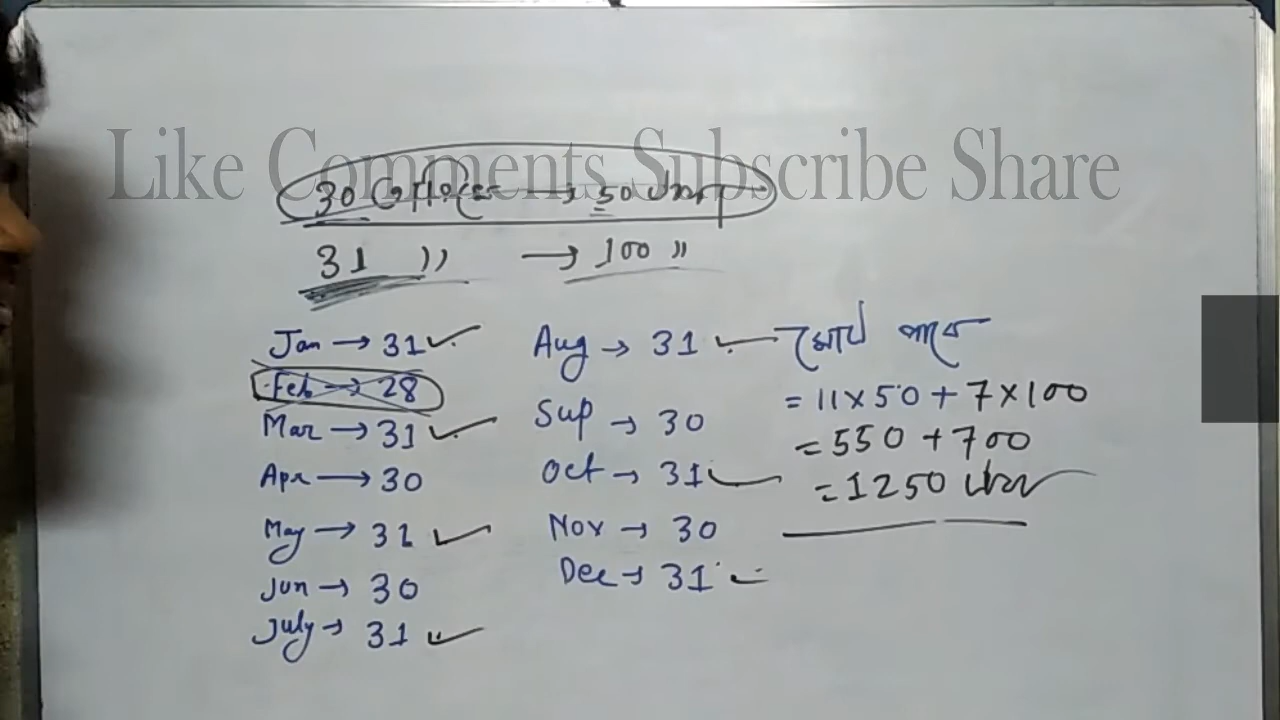 Like Comments Subscribe Share
30 তারিখে → 50 টাকা
31 " → 100 "
Jan → 31 ✓
Feb → 28
Mar → 31 ✓
Apr → 30
May → 31 ✓
Jun → 30
July → 31 ✓
Aug → 31 ✓
Sup → 30
Oct → 31 ✓
Nov → 30
Dec → 31 ✓
মোট পাবে
= 11×50 + 7×100
= 550 + 700
= 1250 টাকা